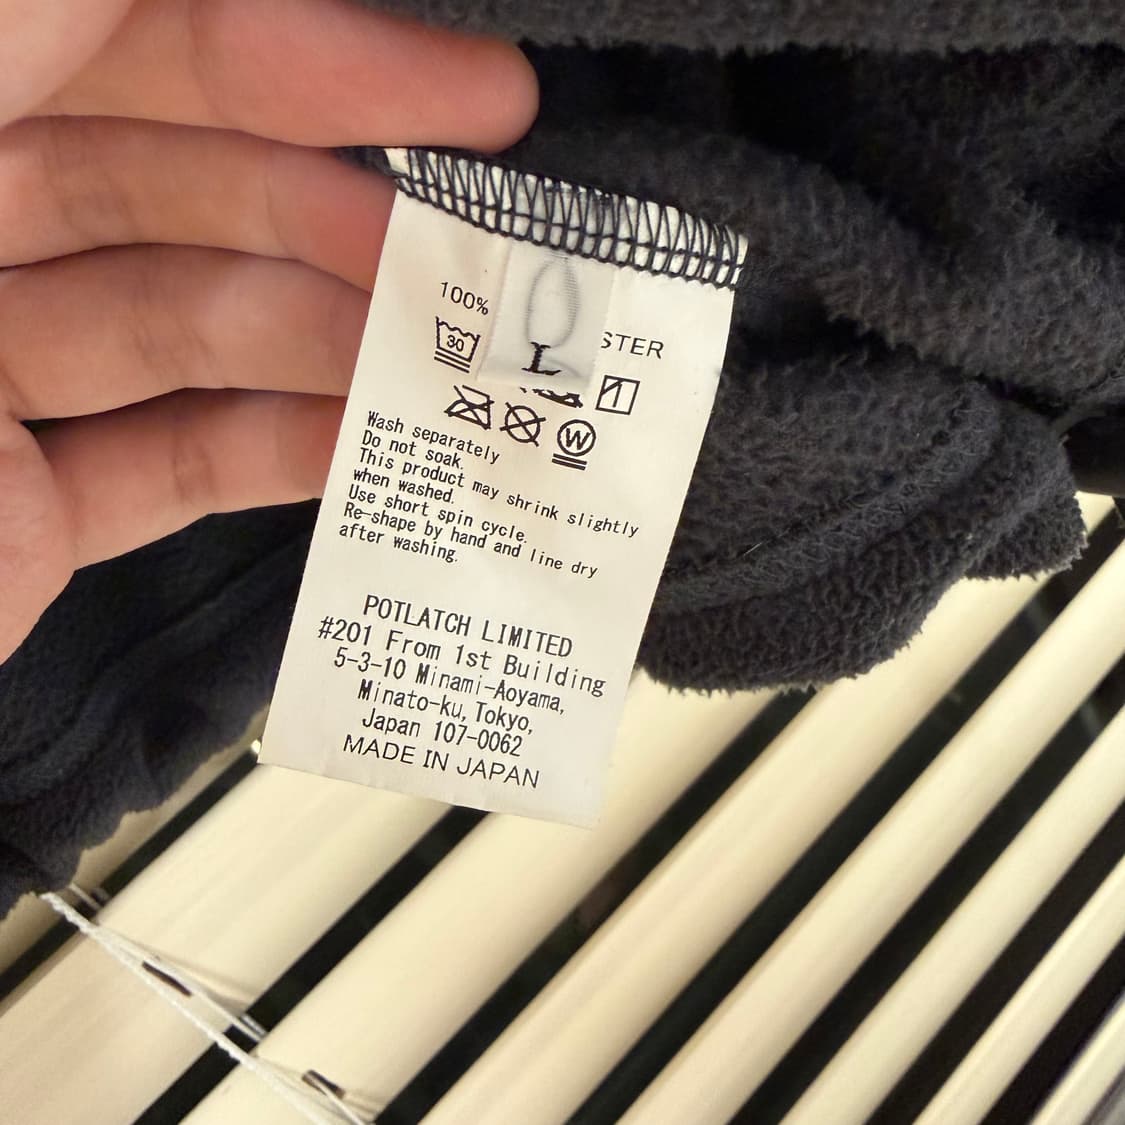 100%
STER
L
30
W
Wash separately
Do not soak.
This product may shrink slightly
when washed.
Use short spin cycle.
Re-shape by hand and line dry
after washing.
POTLATCH LIMITED
#201 From 1st Building
5-3-10 Minami-Aoyama,
Minato-ku, Tokyo,
Japan 107-0062
MADE IN JAPAN